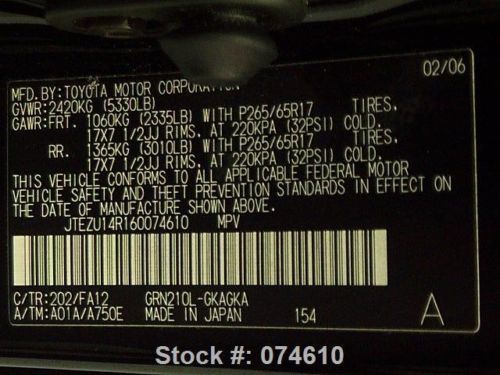 MFD. BY: TOYOTA MOTOR CORPORATION 02/06
GVWR: 2420KG (5330LB)
GAWR: FRT. 1060KG (2335LB) WITH P265/65R17 TIRES,
17X7 1/2JJ RIMS, AT 220KPA (32PSI) COLD.
RR. 1365KG (3010LB) WITH P265/65R17 TIRES,
17X7 1/2JJ RIMS, AT 220KPA (32PSI) COLD.
THIS VEHICLE CONFORMS TO ALL APPLICABLE FEDERAL MOTOR
VEHICLE SAFETY AND THEFT PREVENTION STANDARDS IN EFFECT ON
THE DATE OF MANUFACTURE SHOWN ABOVE.
JTEZU14R160074610 MPV
C/TR: 202/FA12 GRN210L-GKAGKA
A/TM: A01A/A750E MADE IN JAPAN 154 A
Stock #: 074610